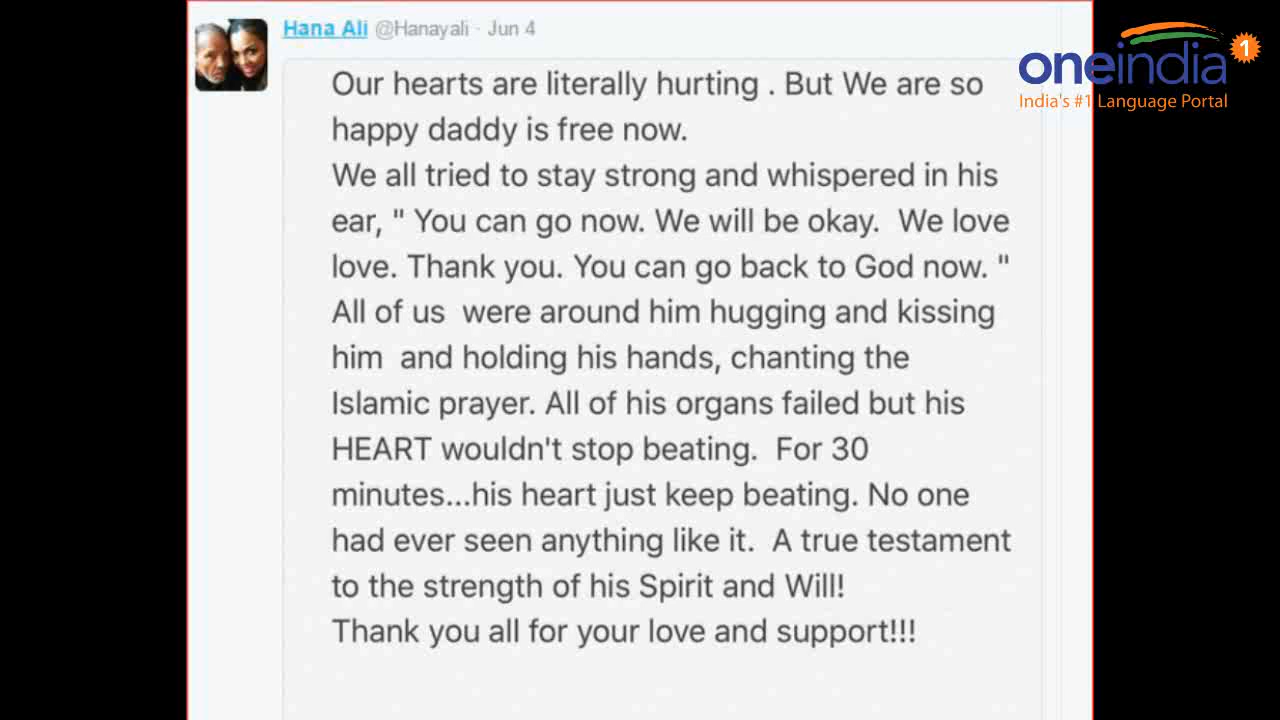 Hana Ali @Hanayali · Jun 4
oneindia 1
India's #1 Language Portal
Our hearts are literally hurting . But We are so
happy daddy is free now.
We all tried to stay strong and whispered in his
ear, " You can go now. We will be okay.  We love
love. Thank you. You can go back to God now. "
All of us  were around him hugging and kissing
him  and holding his hands, chanting the
Islamic prayer. All of his organs failed but his
HEART wouldn't stop beating.  For 30
minutes...his heart just keep beating. No one
had ever seen anything like it.  A true testament
to the strength of his Spirit and Will!
Thank you all for your love and support!!!